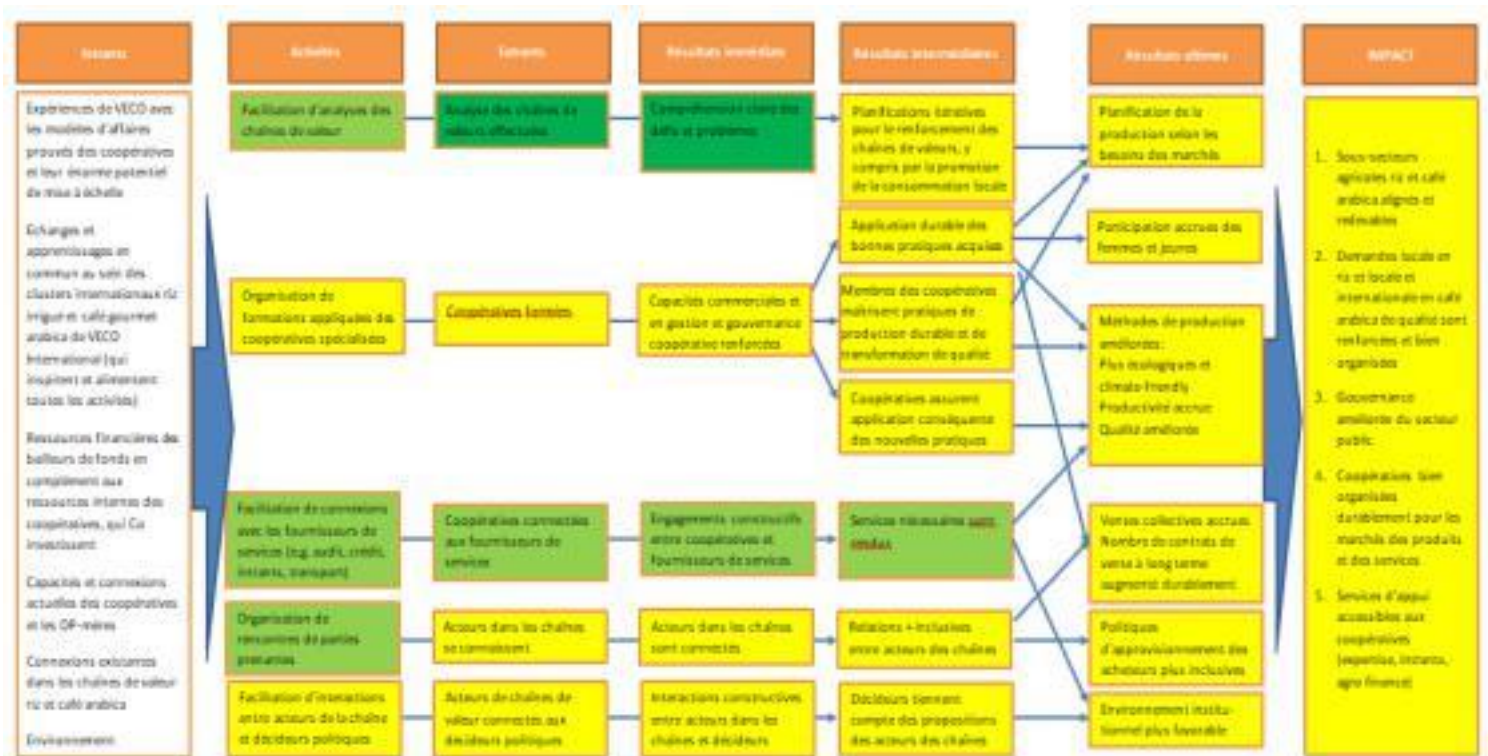 Intrants
Activités
Extrants
Résultats immédiats
Résultats intermédiaires
Résultats ultimes
IMPACT
Expériences de VECO avec
les modèles d'affaires
prouvés des coopératives
et leur énorme potentiel
de mise à échelle
Echanges et
apprentissages en
commun au sein des
clusters internationaux riz
irrigué et café gourmet
arabica de VECO
International (qui
inspirent et alimentent
toutes les activités)
Ressources financières des
bailleurs de fonds en
complément aux
ressources internes des
coopératives, qui Co
investissent
Capacités et connexions
actuelles des coopératives
et les OP-mères
Connexions existantes
dans les chaînes de valeur
riz et café arabica
Environnement
Facilitation d'analyses des
chaînes de valeur
Analyse des chaînes de
valeurs effectuées
Compréhension claire des
défis et problèmes
Planifications
pour le renforcement des
chaînes de valeurs, y
compris par la promotion
de la consommation locale
Planification de la
production selon les
besoins des marchés
Application durable des
bonnes pratiques acquises
Participation accrues des
femmes et jeunes
Organisation de
formations appliquées des
coopératives spécialisées
Coopératives formées
Capacités commerciales et
en gestion et gouvernance
coopérative renforcées
Membres des coopératives
maîtrisent pratiques de
production durable et de
transformation de qualité
Coopératives assurent
application conséquente
des nouvelles pratiques
Méthodes de production
améliorées:
Plus écologiques et
climate-friendly
Productivité accrue
Qualité améliorée
Facilitation de connexions
avec les fournisseurs de
services (e.g. audit, crédit,
intrants, transport)
Coopératives connectées
aux fournisseurs de
services
Engagements constructifs
entre coopératives et
fournisseurs de services
Services nécessaires sont
rendus
Ventes collectives accrues
Nombre de contrats de
vente à long terme
augmenté durablement
Organisation de
rencontres de parties
prenantes
Acteurs dans les chaînes
se connaissent
Acteurs dans les chaînes
sont connectés
Relations + inclusives
entre acteurs des chaînes
Politiques
d'approvisionnement des
acheteurs plus inclusives
Facilitation d'interactions
entre acteurs de la chaîne
et décideurs politiques
Acteurs de chaînes de
valeur connectés aux
décideurs politiques
Interactions constructives
entre acteurs dans les
chaînes et décideurs
Décideurs tiennent
compte des propositions
des acteurs des chaînes
Environnement institu-
tionnel plus favorable
1. Sous-secteurs
agricoles riz et café
arabica alignés et
redevables
2. Demandes locale en
riz et locale et
internationale en café
arabica de qualité sont
renforcées et bien
organisées
3. Gouvernance
améliorée du secteur
public
4. Coopératives bien
organisées
durablement pour les
marchés des produits
et des services
5. Services d'appui
accessibles aux
coopératives
(expertise, intrants,
agro finance)